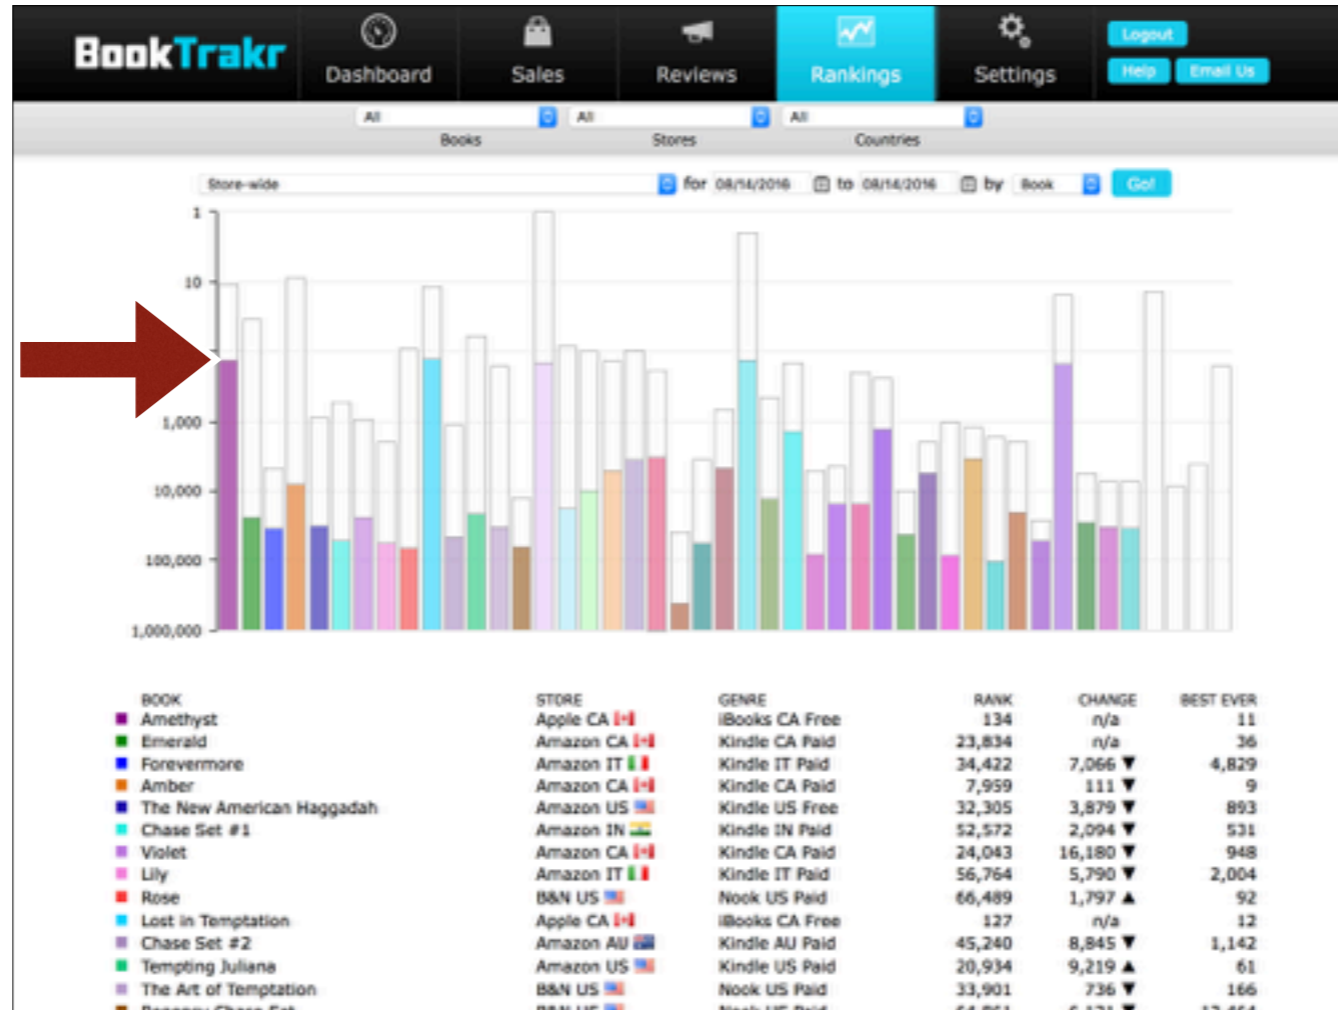 BookTrakr
Dashboard
Sales
Reviews
Rankings
Settings
Logout
Help
Email Us
All
All
All
Books
Stores
Countries
Store-wide for 08/14/2016 to 08/14/2016 by Book Go!
1
10
1,000
10,000
100,000
1,000,000
BOOK STORE GENRE RANK CHANGE BEST EVER
Amethyst Apple CA iBooks CA Free 134 n/a 11
Emerald Amazon CA Kindle CA Paid 23,834 n/a 36
Forevermore Amazon IT Kindle IT Paid 34,422 7,066 ▼ 4,829
Amber Amazon CA Kindle CA Paid 7,959 111 ▼ 9
The New American Haggadah Amazon US Kindle US Free 32,305 3,879 ▼ 893
Chase Set #1 Amazon IN Kindle IN Paid 52,572 2,094 ▼ 531
Violet Amazon CA Kindle CA Paid 24,043 16,180 ▼ 948
Lily Amazon IT Kindle IT Paid 56,764 5,790 ▼ 2,004
Rose B&N US Nook US Paid 66,489 1,797 ▲ 92
Lost in Temptation Apple CA iBooks CA Free 127 n/a 12
Chase Set #2 Amazon AU Kindle AU Paid 45,240 8,845 ▼ 1,142
Tempting Juliana Amazon US Kindle US Paid 20,934 9,219 ▲ 61
The Art of Temptation B&N US Nook US Paid 33,901 736 ▼ 166